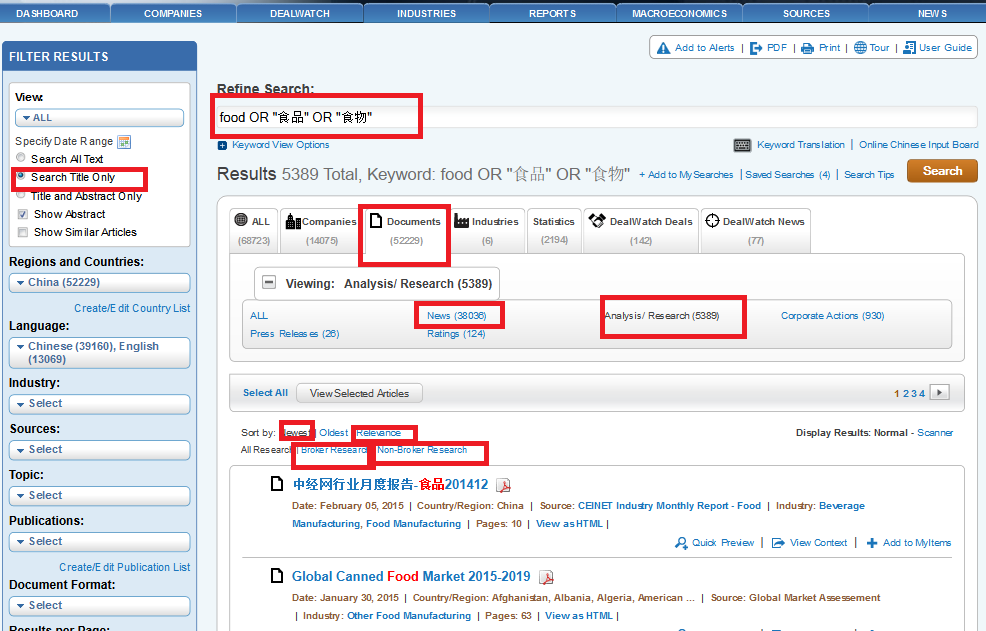 DASHBOARD COMPANIES DEALWATCH INDUSTRIES REPORTS MACROECONOMICS SOURCES NEWS
Add to Alerts | PDF | Print | Tour | User Guide
FILTER RESULTS
View:
ALL
Specify Date Range
Search All Text
Search Title Only
Title and Abstract Only
Show Abstract
Show Similar Articles
Regions and Countries:
China (52229)
Create/Edit Country List
Language:
Chinese (39160), English
(13069)
Industry:
Select
Sources:
Select
Topic:
Select
Publications:
Select
Create/Edit Publication List
Document Format:
Select
Results per Page:
Refine Search:
food OR "食品" OR "食物"
Keyword View Options
Keyword Translation | Online Chinese Input Board
Results 5389 Total, Keyword: food OR "食品" OR "食物" + Add to MySearches | Saved Searches (4) | Search Tips
Search
ALL (68723)
Companies (14075)
Documents (52229)
Industries (6)
Statistics (2194)
DealWatch Deals (142)
DealWatch News (77)
Viewing: Analysis/ Research (5389)
ALL News (38036) Analysis/ Research (5389) Corporate Actions (930)
Press Releases (26) Ratings (124)
Select All View Selected Articles 1 2 3 4
Sort by: Newest | Oldest Relevance Display Results: Normal - Scanner
All Research | Broker Research Non-Broker Research
中经网行业月度报告-食品201412
Date: February 05, 2015 | Country/Region: China | Source: CEINET Industry Monthly Report - Food | Industry: Beverage
Manufacturing, Food Manufacturing | Pages: 10 | View as HTML |
Quick Preview | View Context | Add to MyItems
Global Canned Food Market 2015-2019
Date: January 30, 2015 | Country/Region: Afghanistan, Albania, Algeria, American ... | Source: Global Market Assessement
| Industry: Other Food Manufacturing | Pages: 63 | View as HTML |